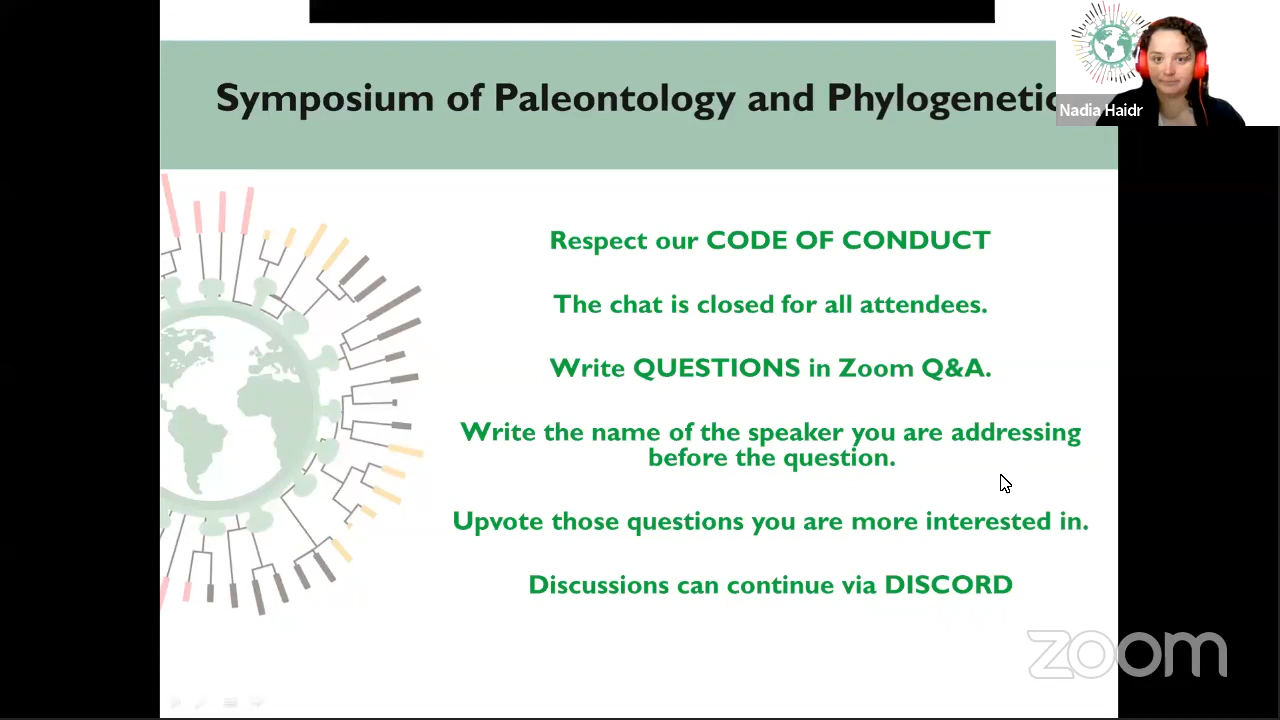 Symposium of Paleontology and Phylogenetic
Nadia Haidr
Respect our CODE OF CONDUCT
The chat is closed for all attendees.
Write QUESTIONS in Zoom Q&A.
Write the name of the speaker you are addressing
before the question.
Upvote those questions you are more interested in.
Discussions can continue via DISCORD
zoom